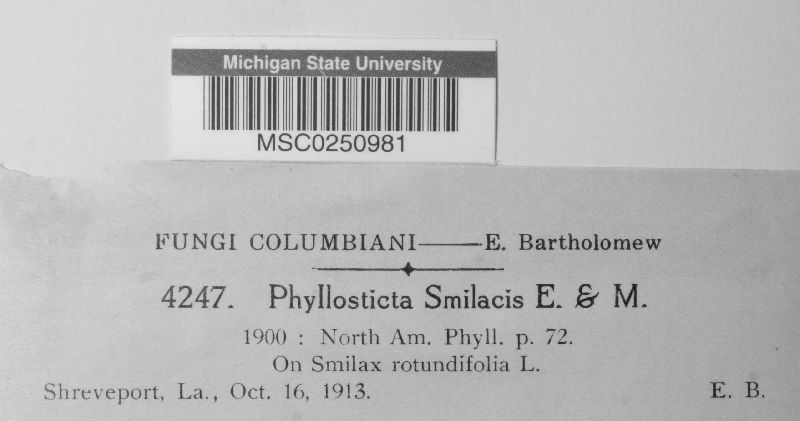 Michigan State University
MSC0250981
FUNGI COLUMBIANI——E. Bartholomew
4247. Phyllosticta Smilacis E. & M.
1900 : North Am. Phyll. p. 72.
On Smilax rotundifolia L.
Shreveport, La., Oct. 16, 1913. E. B.